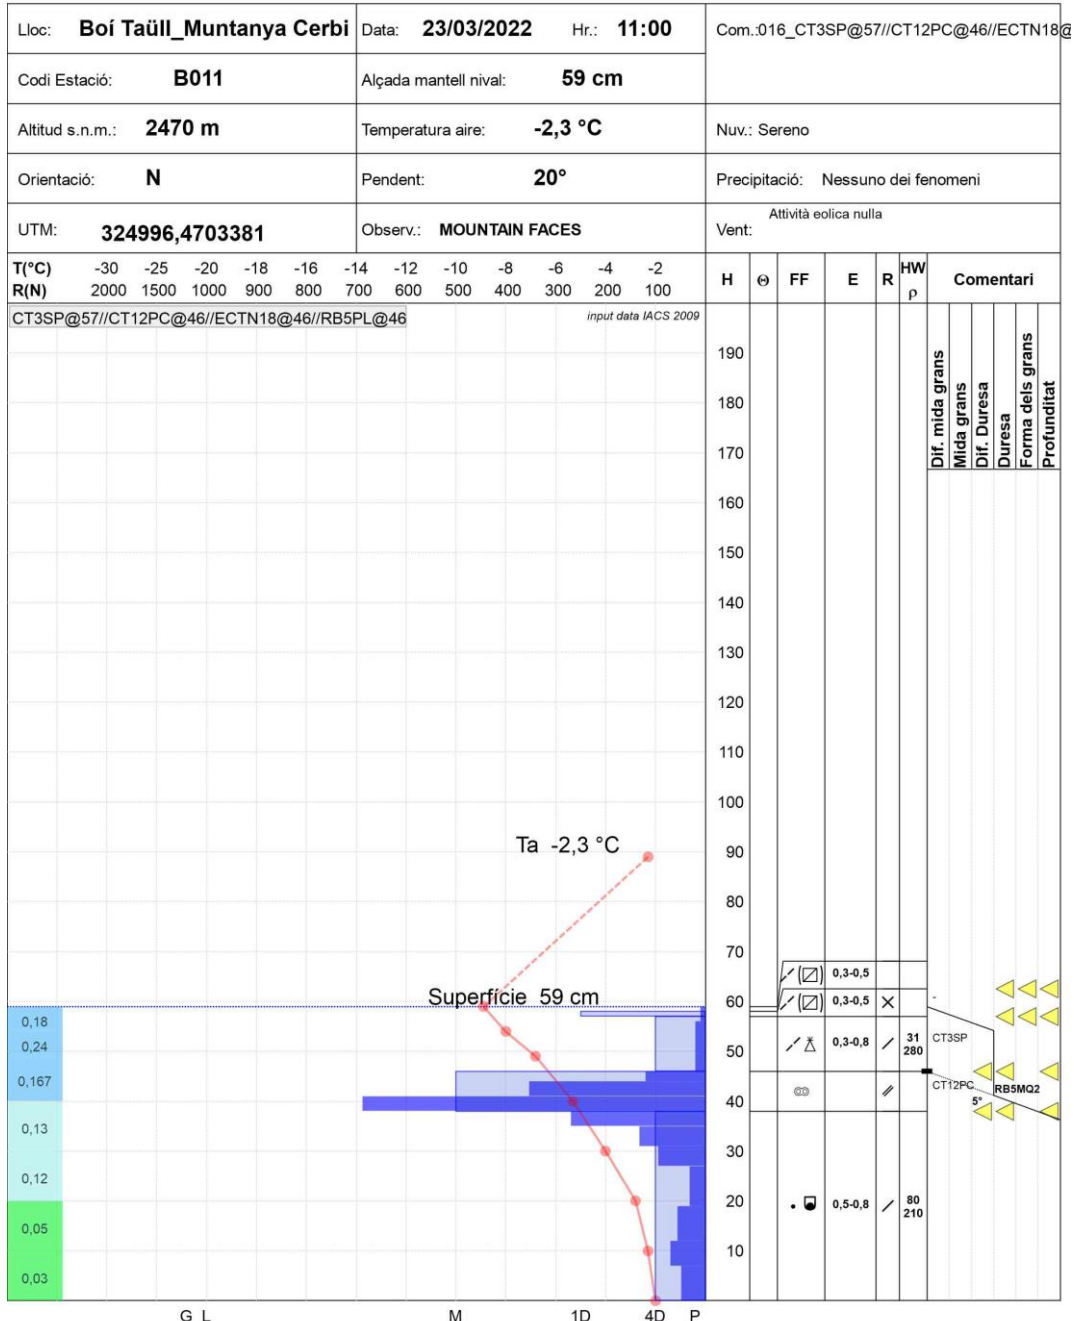 Lloc: Boí Taüll_Muntanya Cerbi Data: 23/03/2022 Hr.: 11:00 Com.:016_CT3SP@57//CT12PC@46//ECTN18@
Codi Estació: B011 Alçada mantell nival: 59 cm
Altitud s.n.m.: 2470 m Temperatura aire: -2,3 °C Nuv.: Sereno
Orientació: N Pendent: 20° Precipitació: Nessuno dei fenomeni
UTM: 324996,4703381 Observ.: MOUNTAIN FACES Vent: Attività eolica nulla
T(°C) -30 -25 -20 -18 -16 -14 -12 -10 -8 -6 -4 -2
R(N) 2000 1500 1000 900 800 700 600 500 400 300 200 100
H Θ FF E R HW ρ Comentari
CT3SP@57//CT12PC@46//ECTN18@46//RB5PL@46 input data IACS 2009
Dif. mida grans
Mida grans
Dif. Duresa
Duresa
Forma dels grans
Profunditat
190
180
170
160
150
140
130
120
110
100
Ta -2,3 °C
90
80
70
0,3-0,5
Superfície 59 cm
60
0,3-0,5
-
0,18
0,24
50
0,3-0,8
31
280
CT3SP
0,167
CT12PC
RB5MQ2
5°
40
0,13
30
0,12
20
0,5-0,8
80
210
0,05
10
0,03
G L M 1D 4D P